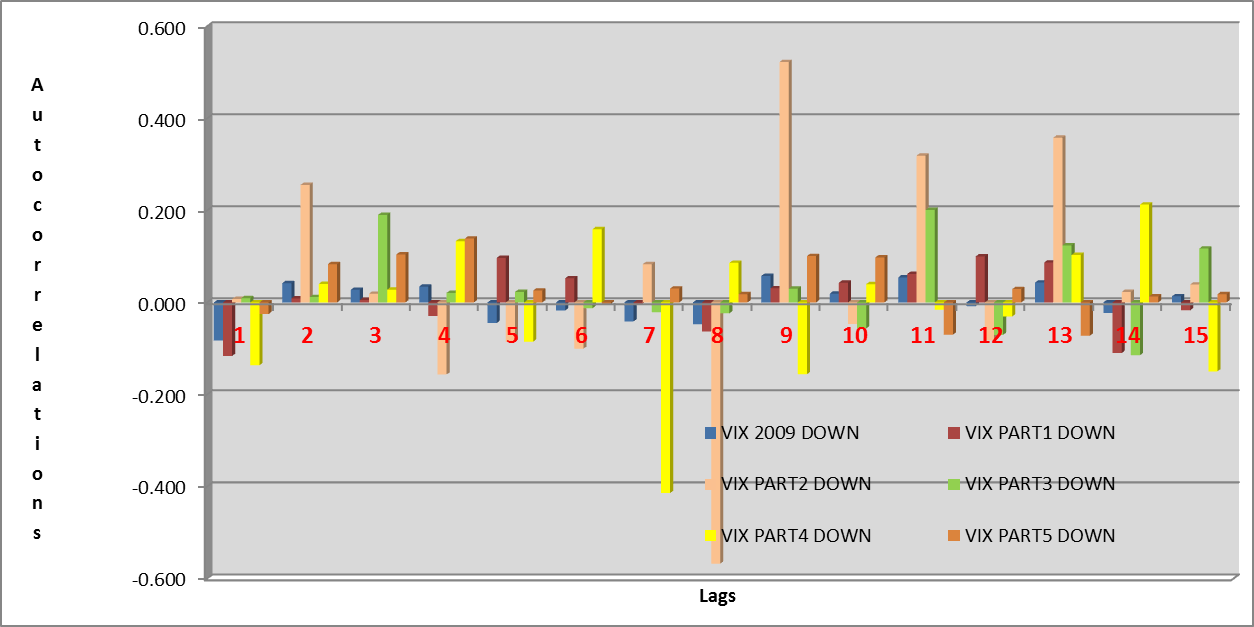 Autocorrelations
0.600
0.400
0.200
0.000
-0.200
-0.400
-0.600
1 2 3 4 5 6 7 8 9 10 11 12 13 14 15
VIX 2009 DOWN VIX PART1 DOWN
VIX PART2 DOWN VIX PART3 DOWN
VIX PART4 DOWN VIX PART5 DOWN
Lags